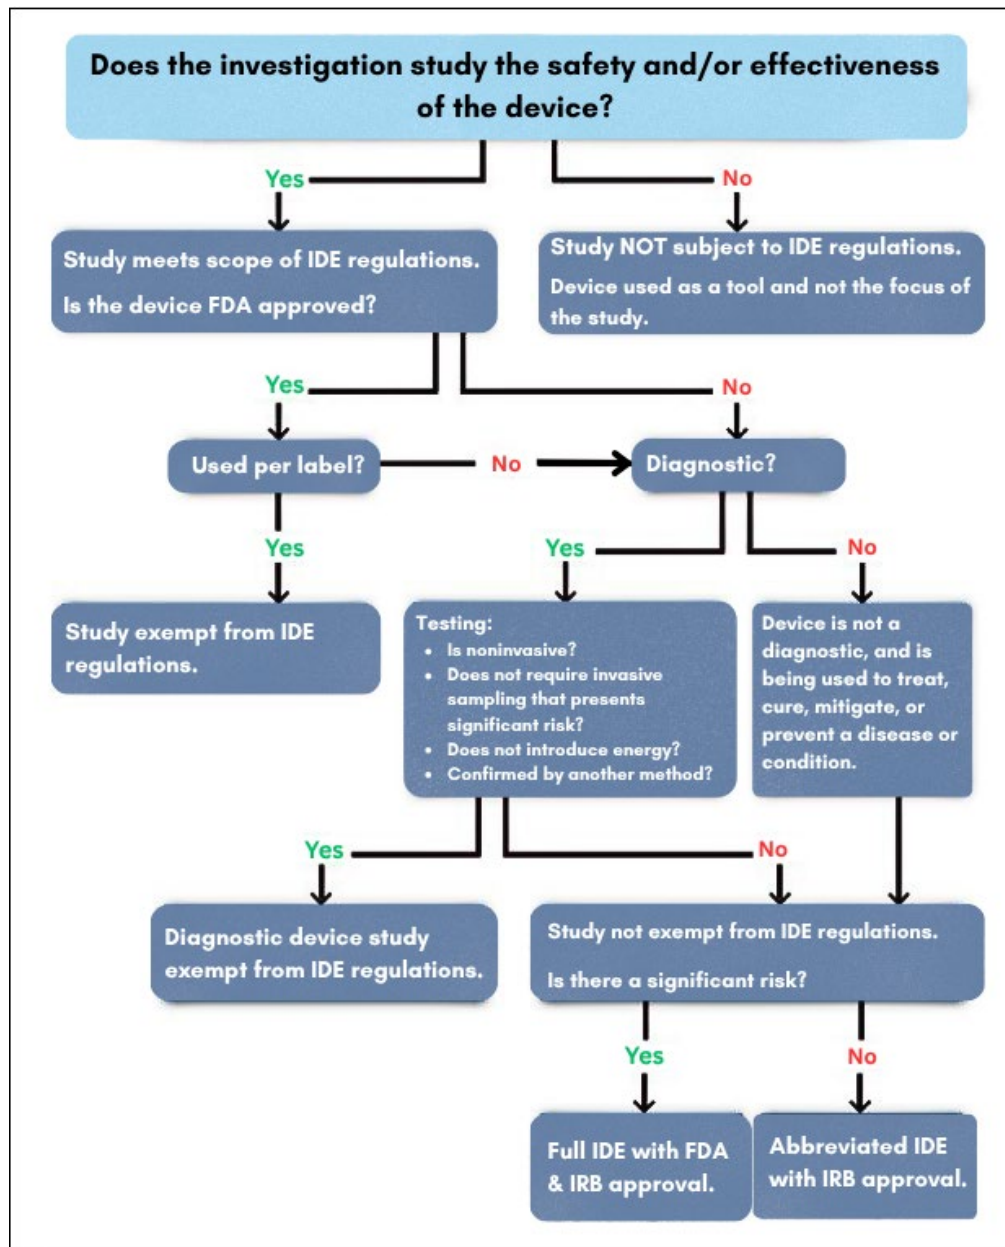 Does the investigation study the safety and/or effectiveness
of the device?
Yes
No
Study meets scope of IDE regulations.
Is the device FDA approved?
Study NOT subject to IDE regulations.
Device used as a tool and not the focus of
the study.
Yes
No
Used per label?
No
Diagnostic?
Yes
Yes
No
Study exempt from IDE
regulations.
Testing:
• Is noninvasive?
• Does not require invasive
sampling that presents
significant risk?
• Does not introduce energy?
• Confirmed by another method?
Device is not a
diagnostic, and is
being used to treat,
cure, mitigate, or
prevent a disease or
condition.
Yes
No
Diagnostic device study
exempt from IDE regulations.
Study not exempt from IDE regulations.
Is there a significant risk?
Yes
No
Full IDE with FDA
& IRB approval.
Abbreviated IDE
with IRB approval.